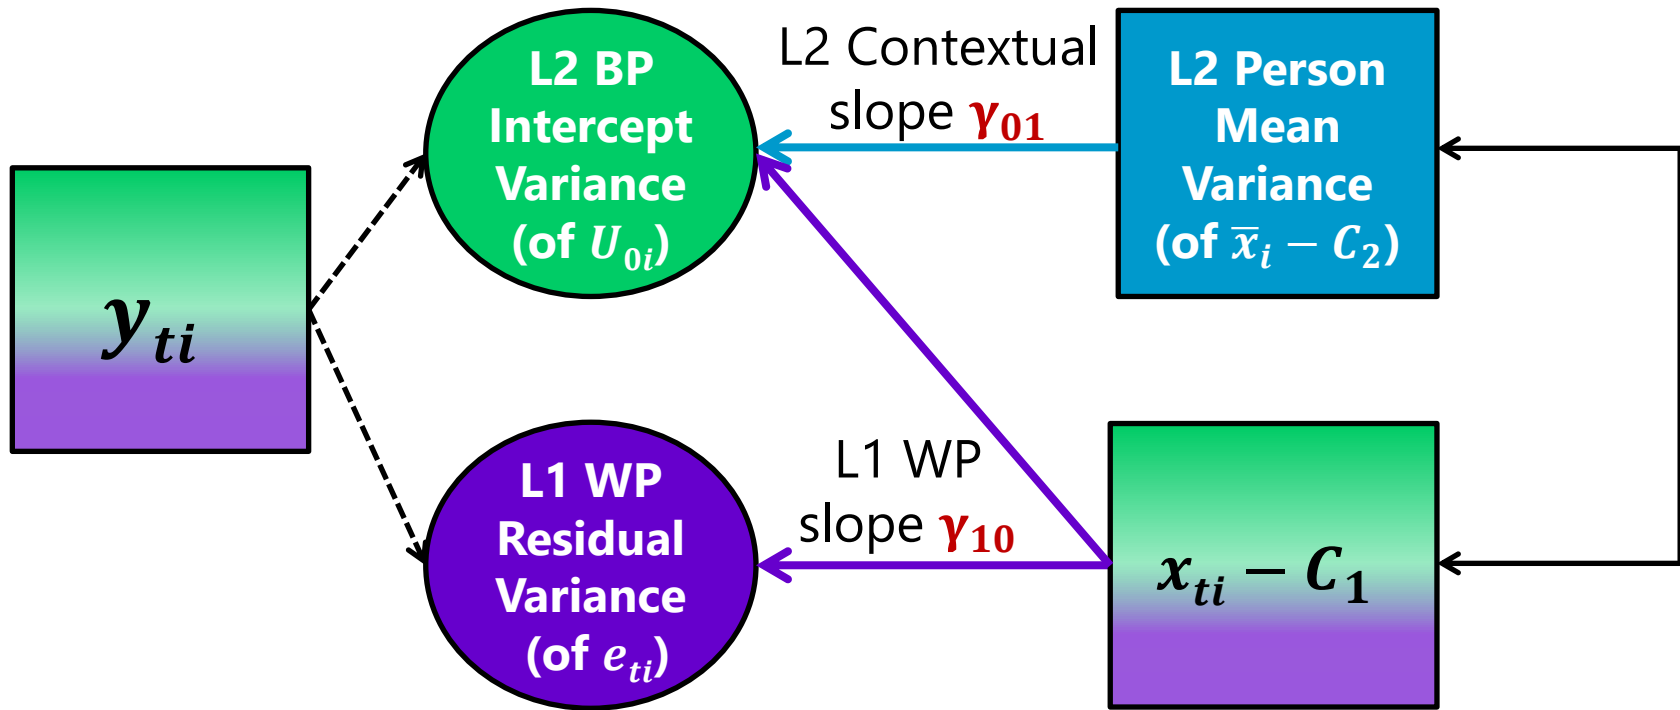 L2 BP
Intercept
Variance
(of U₀ᵢ)
L2 Contextual
slope γ₀₁
L2 Person
Mean
Variance
(of x̅ᵢ − C₂)
yₜᵢ
L1 WP
Residual
Variance
(of eₜᵢ)
L1 WP
slope γ₁₀
xₜᵢ − C₁